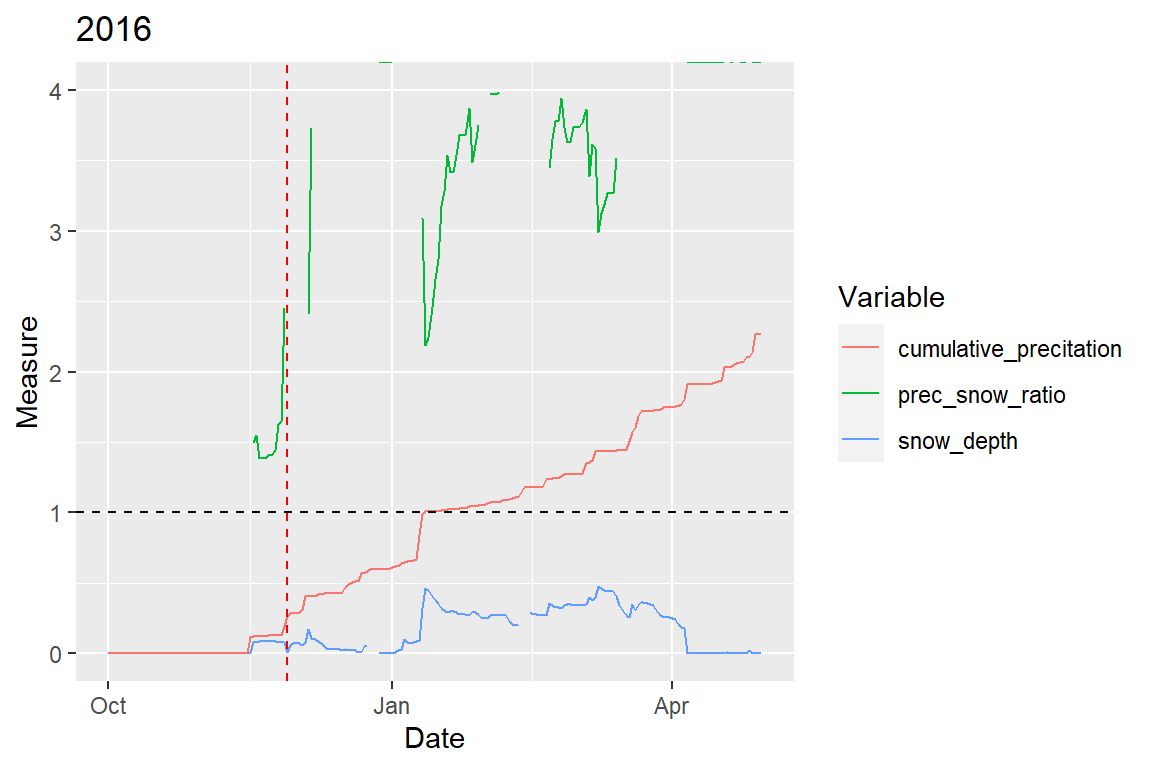 2016
4
3
2
1
0
Measure
Oct
Jan
Apr
Date
Variable
cumulative_precitation
prec_snow_ratio
snow_depth